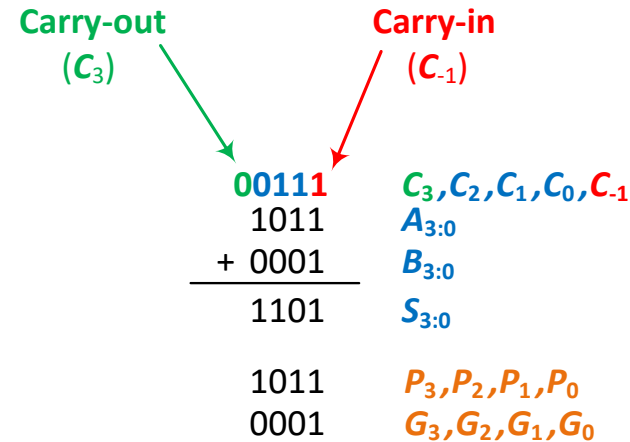 Carry-out Carry-in
(C₃) (C₋₁)
00111 C₃,C₂,C₁,C₀,C₋₁
1011 A₃:₀
+ 0001 B₃:₀
1101 S₃:₀
1011 P₃,P₂,P₁,P₀
0001 G₃,G₂,G₁,G₀